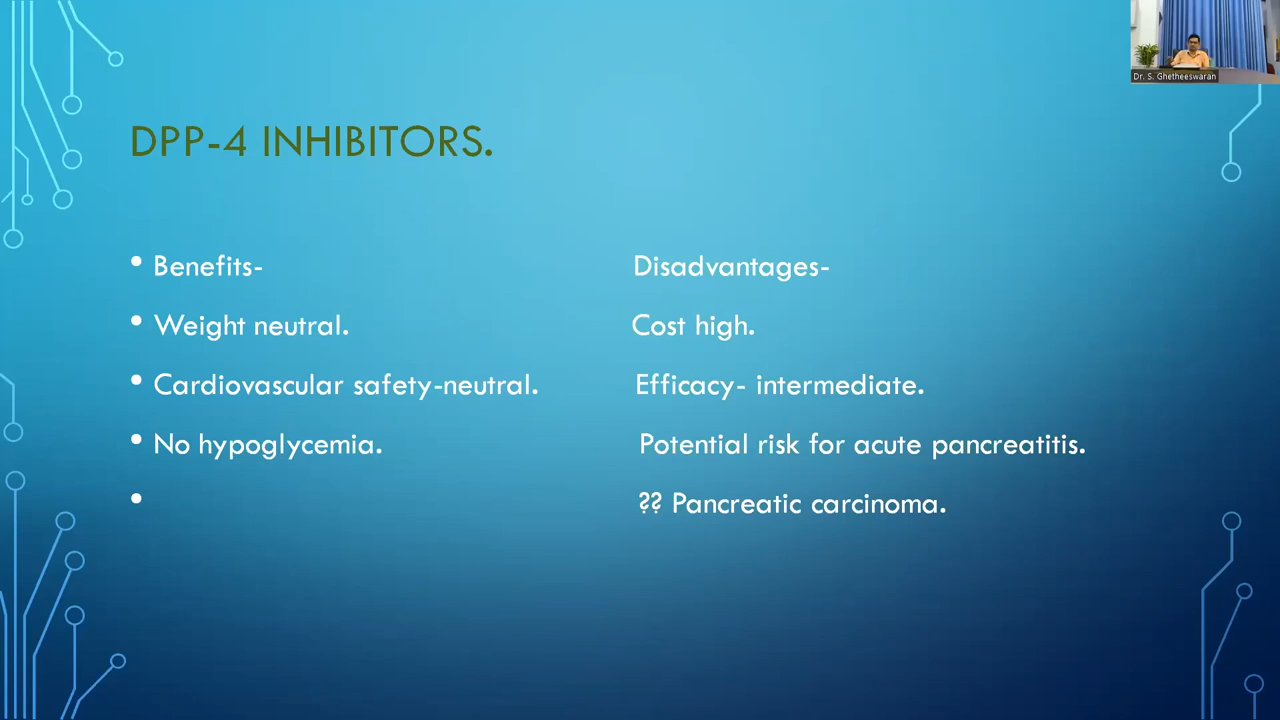 Dr. S. Ghetheeswaran
DPP-4 INHIBITORS.
• Benefits- Disadvantages-
• Weight neutral. Cost high.
• Cardiovascular safety-neutral. Efficacy- intermediate.
• No hypoglycemia. Potential risk for acute pancreatitis.
• ?? Pancreatic carcinoma.